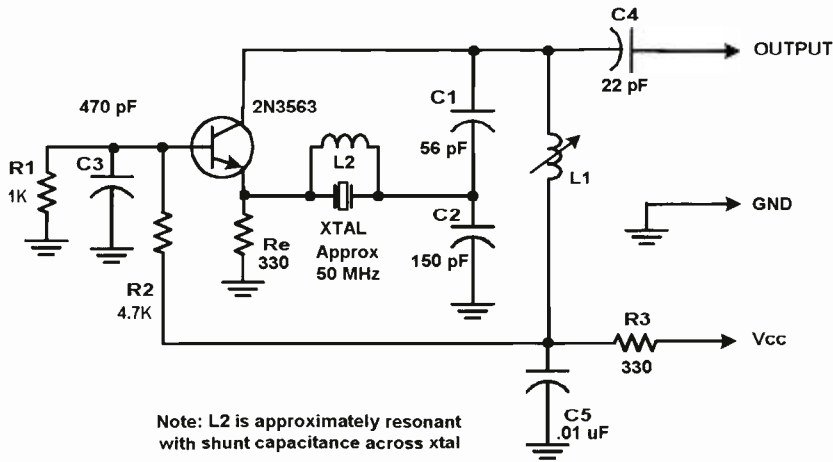 C4
OUTPUT
22 pF
470 pF
2N3563
C1
56 pF
L2
L1
R1
1K
C3
XTAL
Approx
50 MHz
C2
150 pF
GND
Re
330
R2
4.7K
R3
330
Vcc
C5
.01 uF
Note: L2 is approximately resonant
with shunt capacitance across xtal